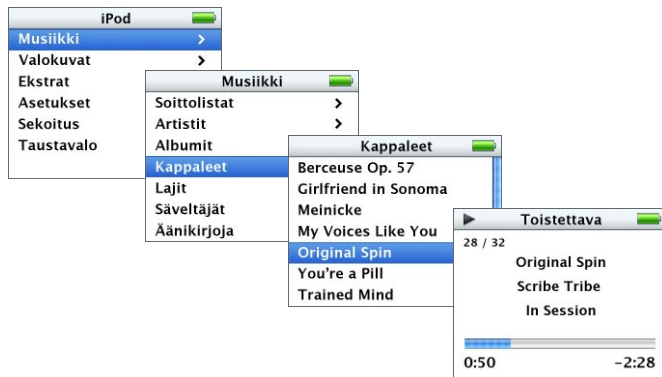 iPod
Musiikki
Valokuvat
Ekstrat
Asetukset
Sekoitus
Taustavalo
Musiikki
Soittolistat
Artistit
Albumit
Kappaleet
Lajit
Säveltäjät
Äänikirjoja
Kappaleet
Berceuse Op. 57
Girlfriend in Sonoma
Meinicke
My Voices Like You
Original Spin
You're a Pill
Trained Mind
Toistettava
28 / 32
Original Spin
Scribe Tribe
In Session
0:50 -2:28